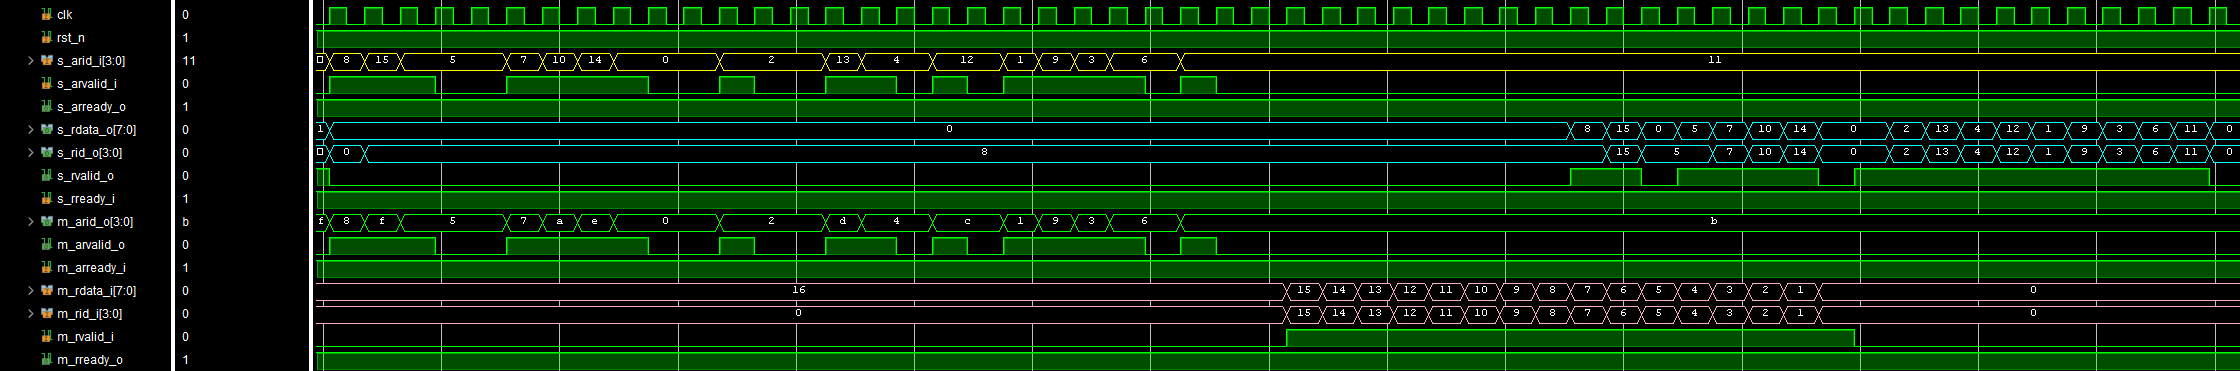 clk 0
rst_n 1
s_arid_i[3:0] 11 8 15 5 7 10 14 0 2 13 4 12 1 9 3 6 11
s_arvalid_i 0
s_arready_o 1
s_rdata_o[7:0] 0 1 0 8 15 0 5 7 10 14 0 2 13 4 12 1 9 3 6 11 0
s_rid_o[3:0] 0 0 8 15 5 7 10 14 0 2 13 4 12 1 9 3 6 11 0
s_rvalid_o 0
s_rready_i 1
m_arid_o[3:0] b f 8 f 5 7 a e 0 2 d 4 c 1 9 3 6 b
m_arvalid_o 0
m_arready_i 1
m_rdata_i[7:0] 0 16 15 14 13 12 11 10 9 8 7 6 5 4 3 2 1 0
m_rid_i[3:0] 0 0 15 14 13 12 11 10 9 8 7 6 5 4 3 2 1 0
m_rvalid_i 0
m_rready_o 1